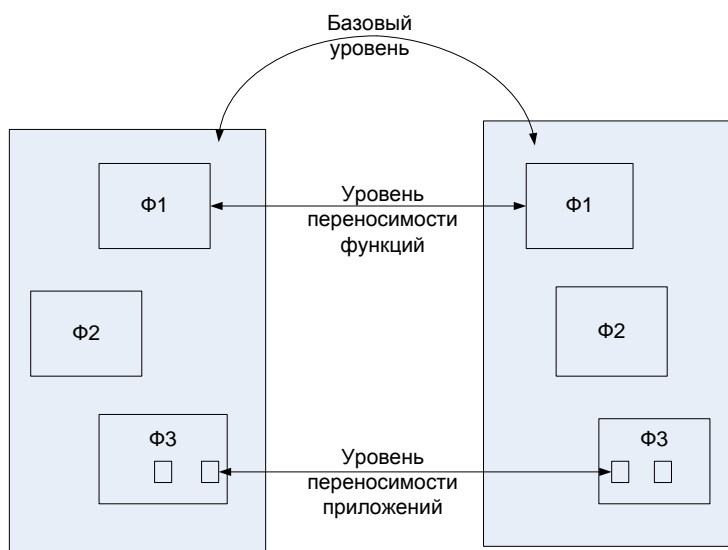 Базовый
уровень
Ф1
Уровень
переносимости
функций
Ф1
Ф2
Ф2
Ф3
Уровень
переносимости
приложений
Ф3